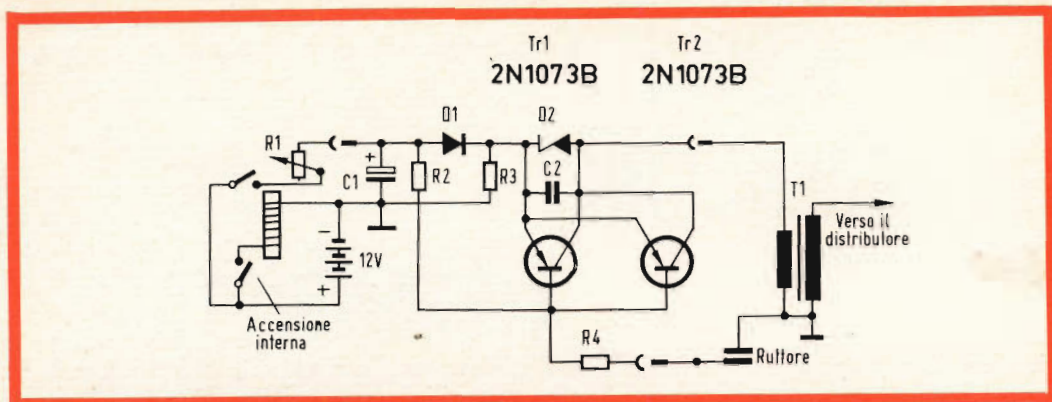 Tr1 Tr2
2N1073B 2N1073B
D1 D2
R1
+
C1
R2
R3
C2
T1
Verso il
distributore
−
12V
+
Accensione
interna
R4
Ruttore